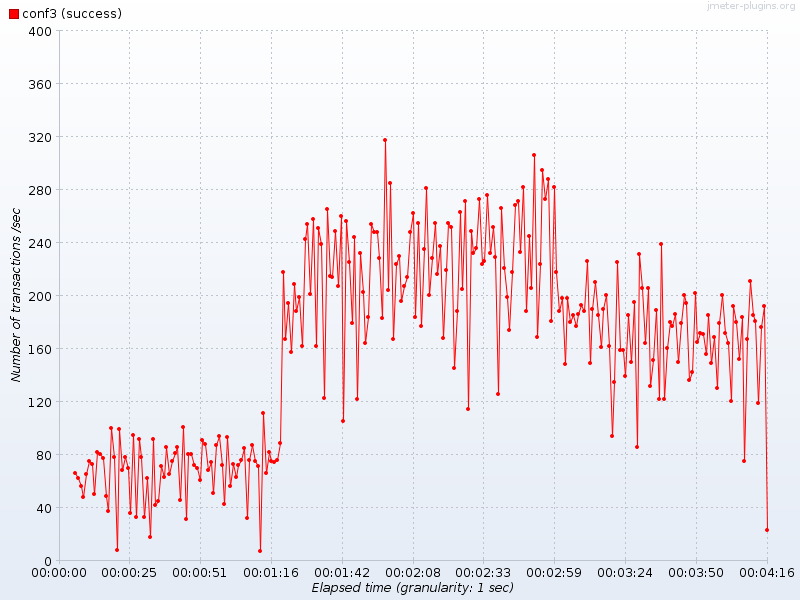 jmeter-plugins.org
conf3 (success)
400
360
320
280
240
200
160
120
80
40
0
Number of transactions /sec
00:00:00 00:00:25 00:00:51 00:01:16 00:01:42 00:02:08 00:02:33 00:02:59 00:03:24 00:03:50 00:04:16
Elapsed time (granularity: 1 sec)